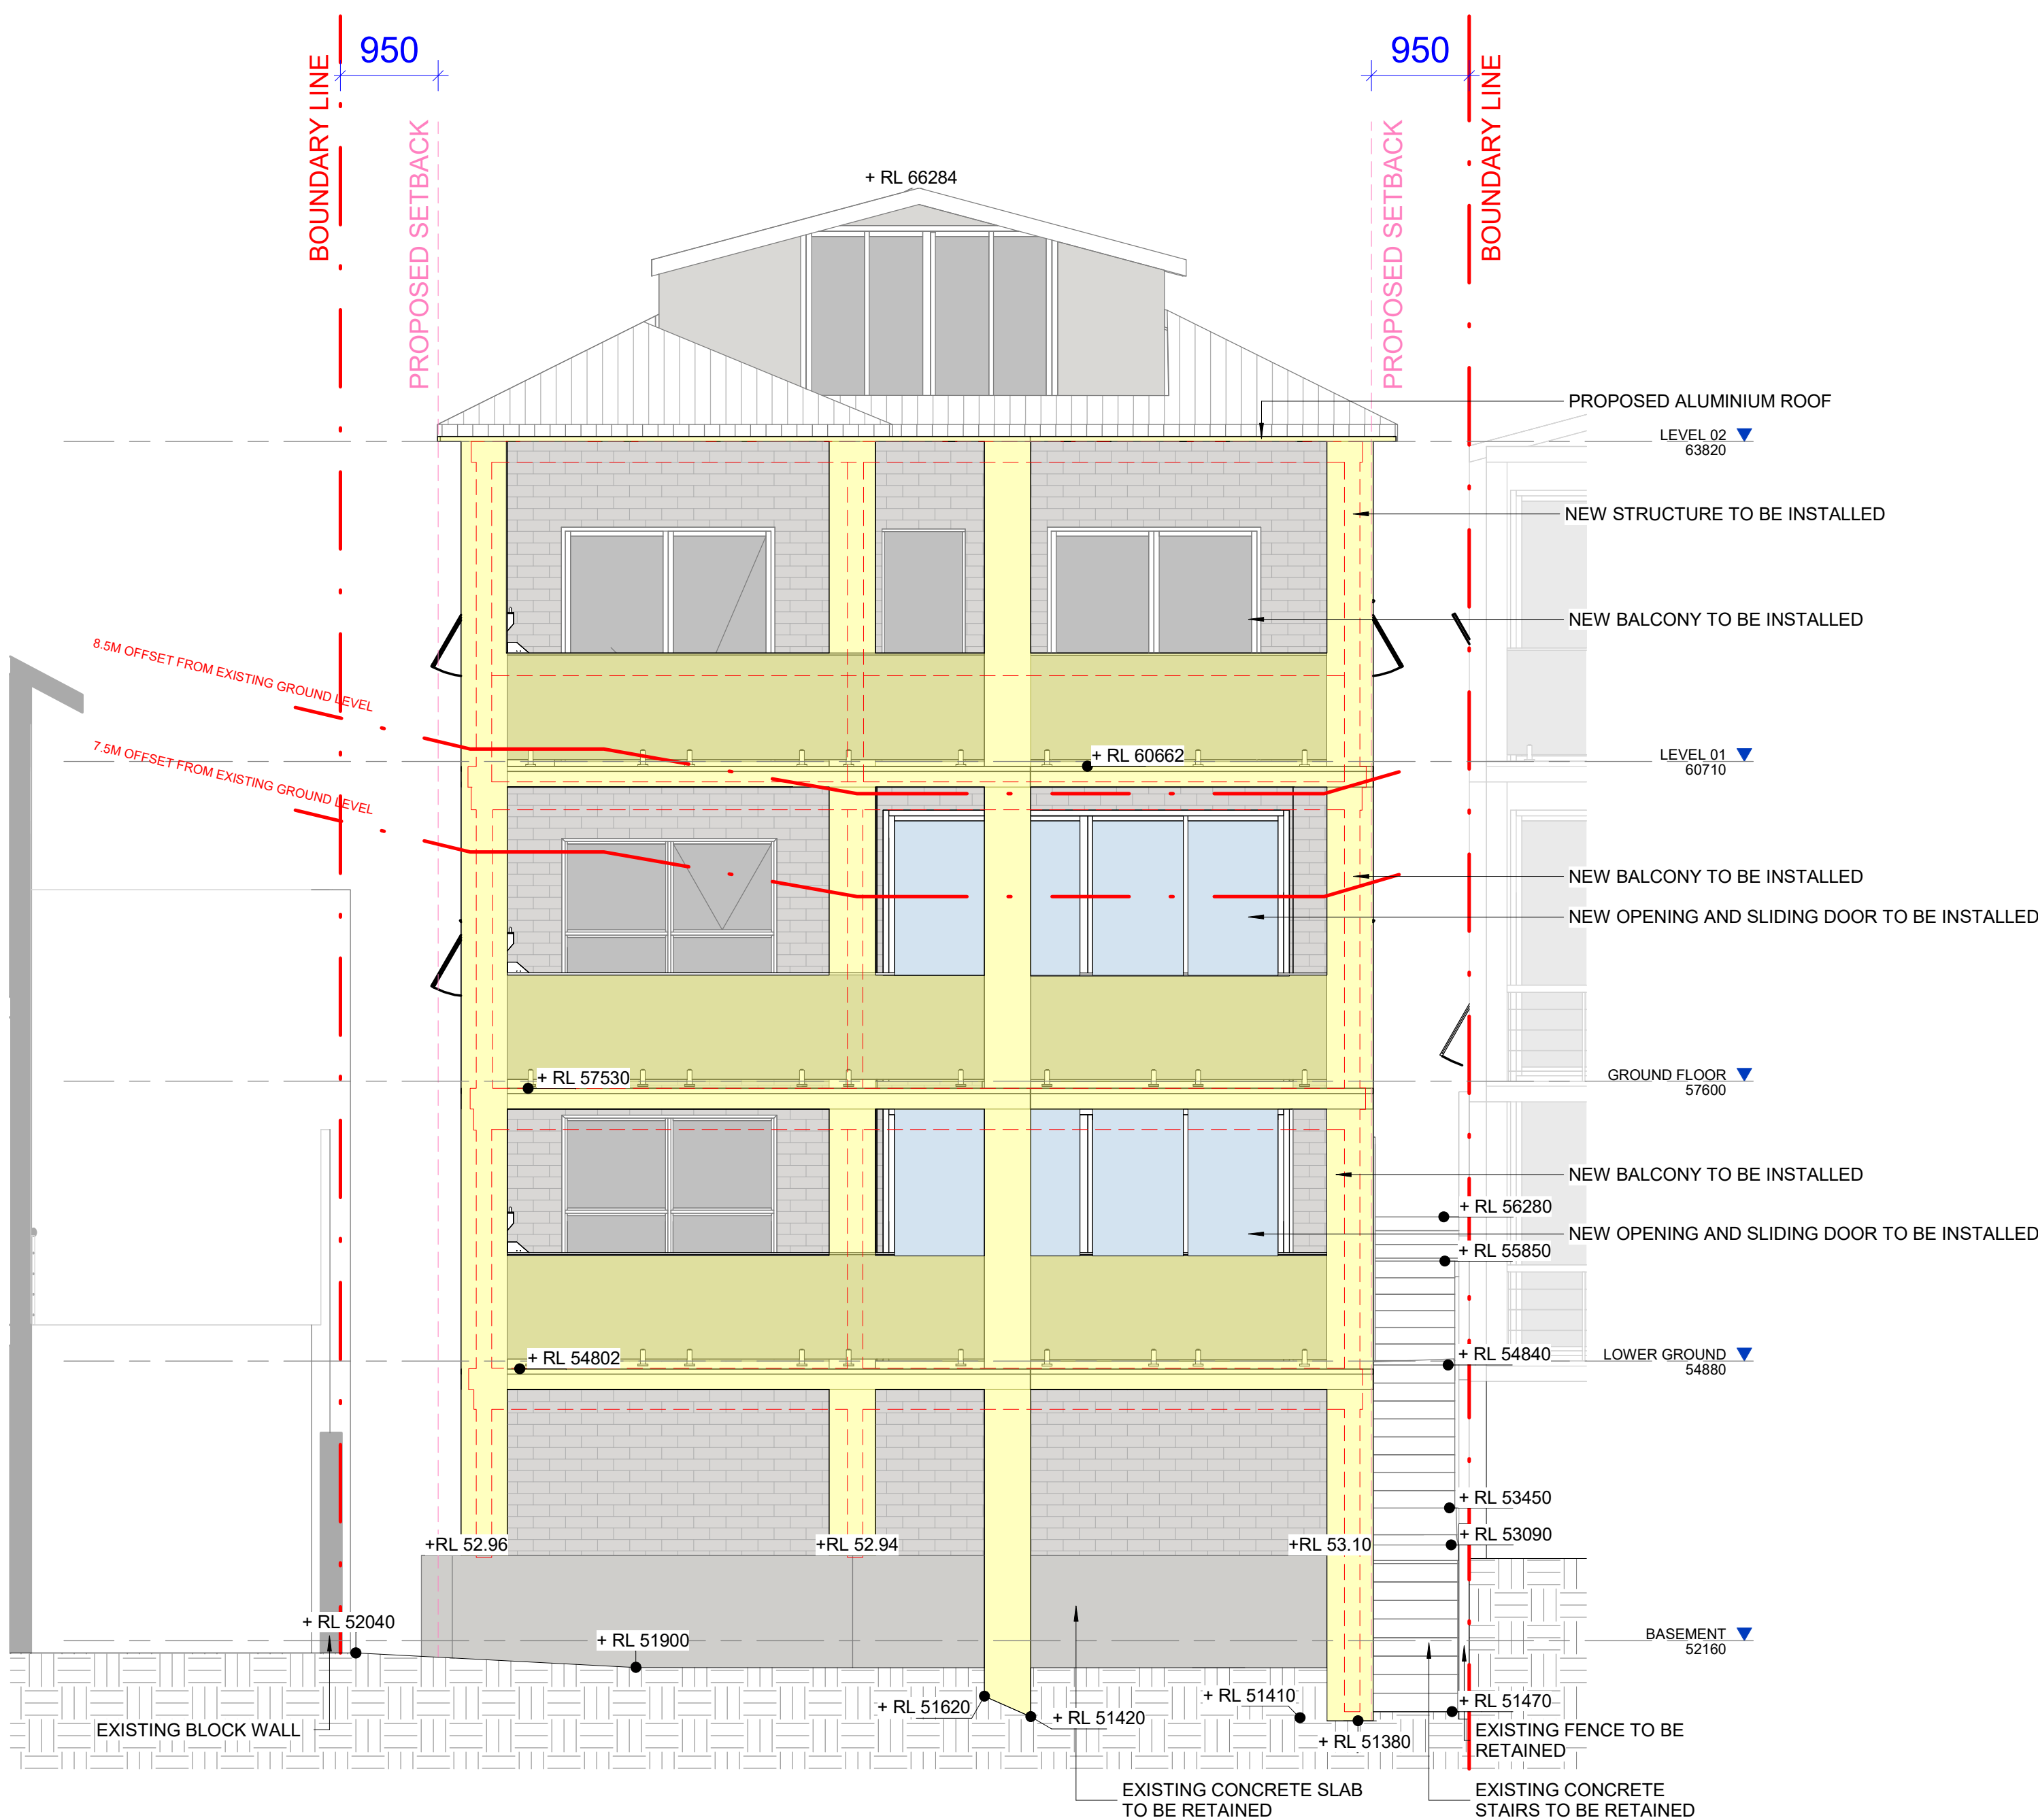 950
950
BOUNDARY LINE
PROPOSED SETBACK
PROPOSED SETBACK
BOUNDARY LINE
+ RL 66284
PROPOSED ALUMINIUM ROOF
LEVEL 02
63820
NEW STRUCTURE TO BE INSTALLED
NEW BALCONY TO BE INSTALLED
8.5M OFFSET FROM EXISTING GROUND LEVEL
7.5M OFFSET FROM EXISTING GROUND LEVEL
+ RL 60662
LEVEL 01
60710
NEW BALCONY TO BE INSTALLED
NEW OPENING AND SLIDING DOOR TO BE INSTALLED
+ RL 57530
GROUND FLOOR
57600
NEW BALCONY TO BE INSTALLED
+ RL 56280
NEW OPENING AND SLIDING DOOR TO BE INSTALLED
+ RL 55850
+ RL 54802
+ RL 54840
LOWER GROUND
54880
+ RL 53450
+ RL 53090
+RL 52.96
+RL 52.94
+RL 53.10
+ RL 52040
+ RL 51900
BASEMENT
52160
+ RL 51620
+ RL 51420
+ RL 51410
+ RL 51380
+ RL 51470
EXISTING BLOCK WALL
EXISTING FENCE TO BE
RETAINED
EXISTING CONCRETE SLAB
TO BE RETAINED
EXISTING CONCRETE
STAIRS TO BE RETAINED